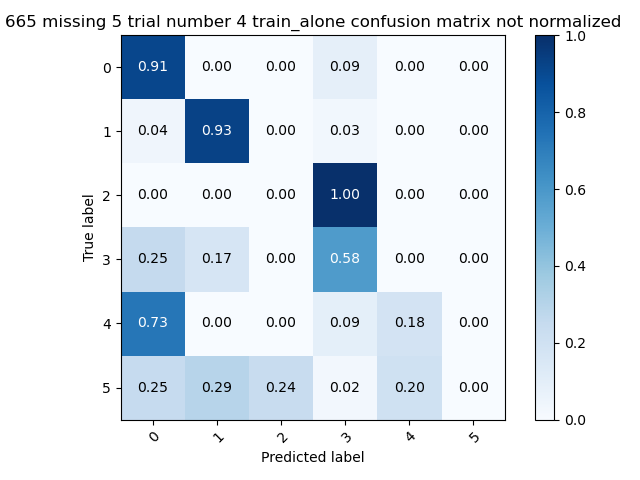 665 missing 5 trial number 4 train_alone confusion matrix not normalized
0 0.91 0.00 0.00 0.09 0.00 0.00
1 0.04 0.93 0.00 0.03 0.00 0.00
2 0.00 0.00 0.00 1.00 0.00 0.00
3 0.25 0.17 0.00 0.58 0.00 0.00
4 0.73 0.00 0.00 0.09 0.18 0.00
5 0.25 0.29 0.24 0.02 0.20 0.00
0 1 2 3 4 5
True label
Predicted label
1.0
0.8
0.6
0.4
0.2
0.0